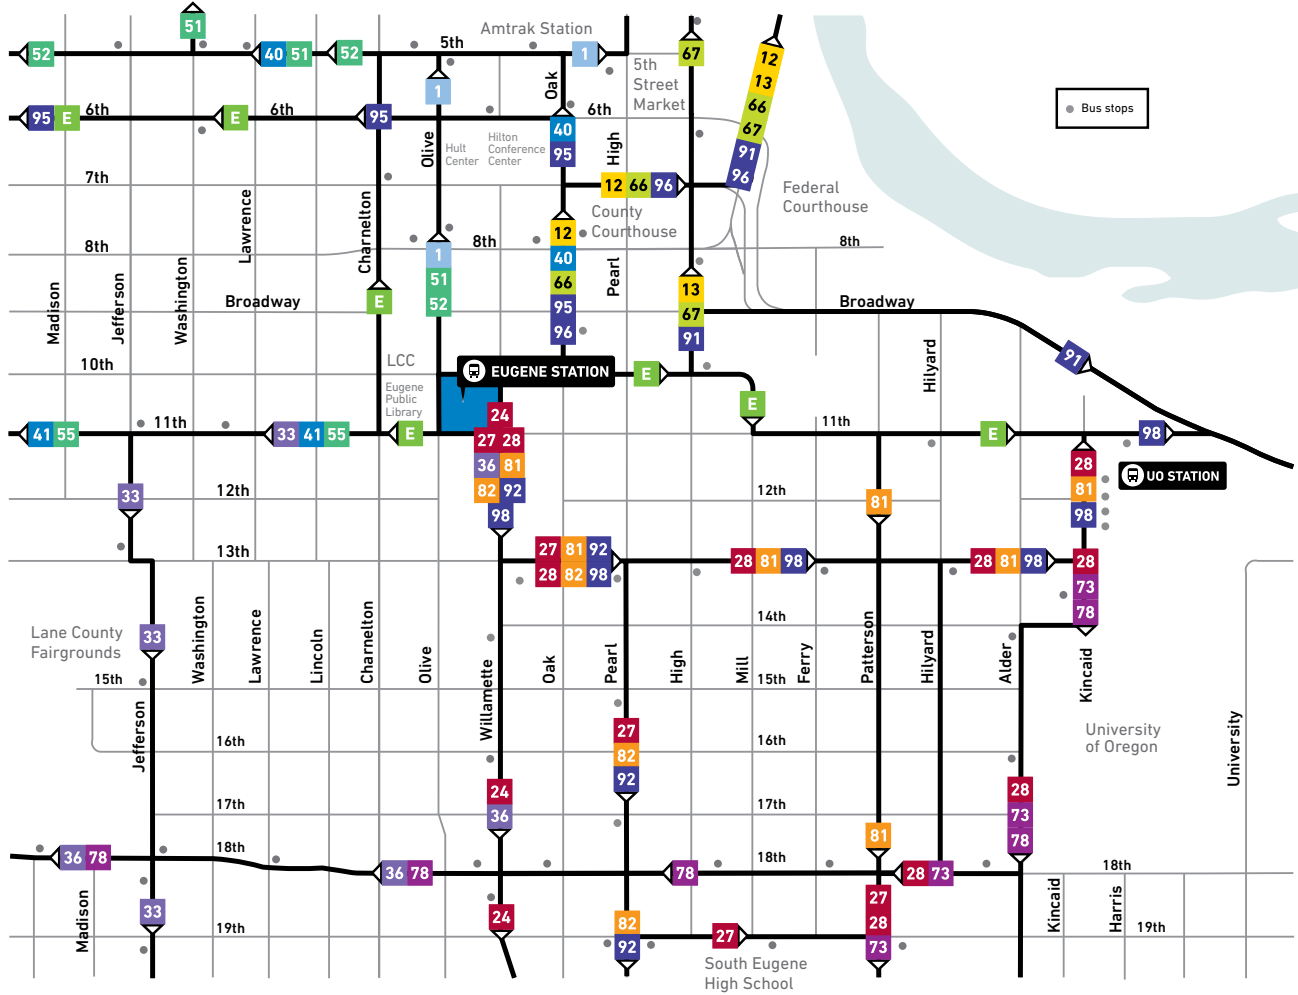 51
Amtrak Station
52
40 51
52
5th
1
67
12
13
66
67
91
96
5th
Street
Market
Oak
1
Bus stops
95 E
6th
E
6th
95
6th
40
95
Olive
Hult
Center
Hilton
Conference
Center
High
7th
12 66 96
Federal
Courthouse
Lawrence
Charnelton
County
Courthouse
12
40
66
95
96
8th
8th
8th
1
51
52
Madison
Jefferson
Washington
Broadway
E
Pearl
13
67
91
Broadway
10th
LCC
Eugene
Public
Library
EUGENE STATION
E
Hilyard
91
E
24
27 28
36 81
82 92
98
41 55
11th
33 41 55
E
11th
E
98
UO STATION
28
81
98
33
12th
12th
81
13th
27 81 92
28 82 98
28 81 98
28 81 98
28
73
78
14th
Lane County
Fairgrounds
33
Washington
Lawrence
Lincoln
Charnelton
Olive
Willamette
Oak
Pearl
High
Mill
Ferry
Patterson
Hilyard
Alder
Kincaid
15th
15th
Jefferson
16th
27
82
92
16th
University
of Oregon
University
24
36
28
73
78
17th
17th
81
36 78
18th
36 78
78
18th
28 73
18th
33
Madison
19th
24
82
92
27
27
28
73
Kincaid
Harris
19th
South Eugene
High School